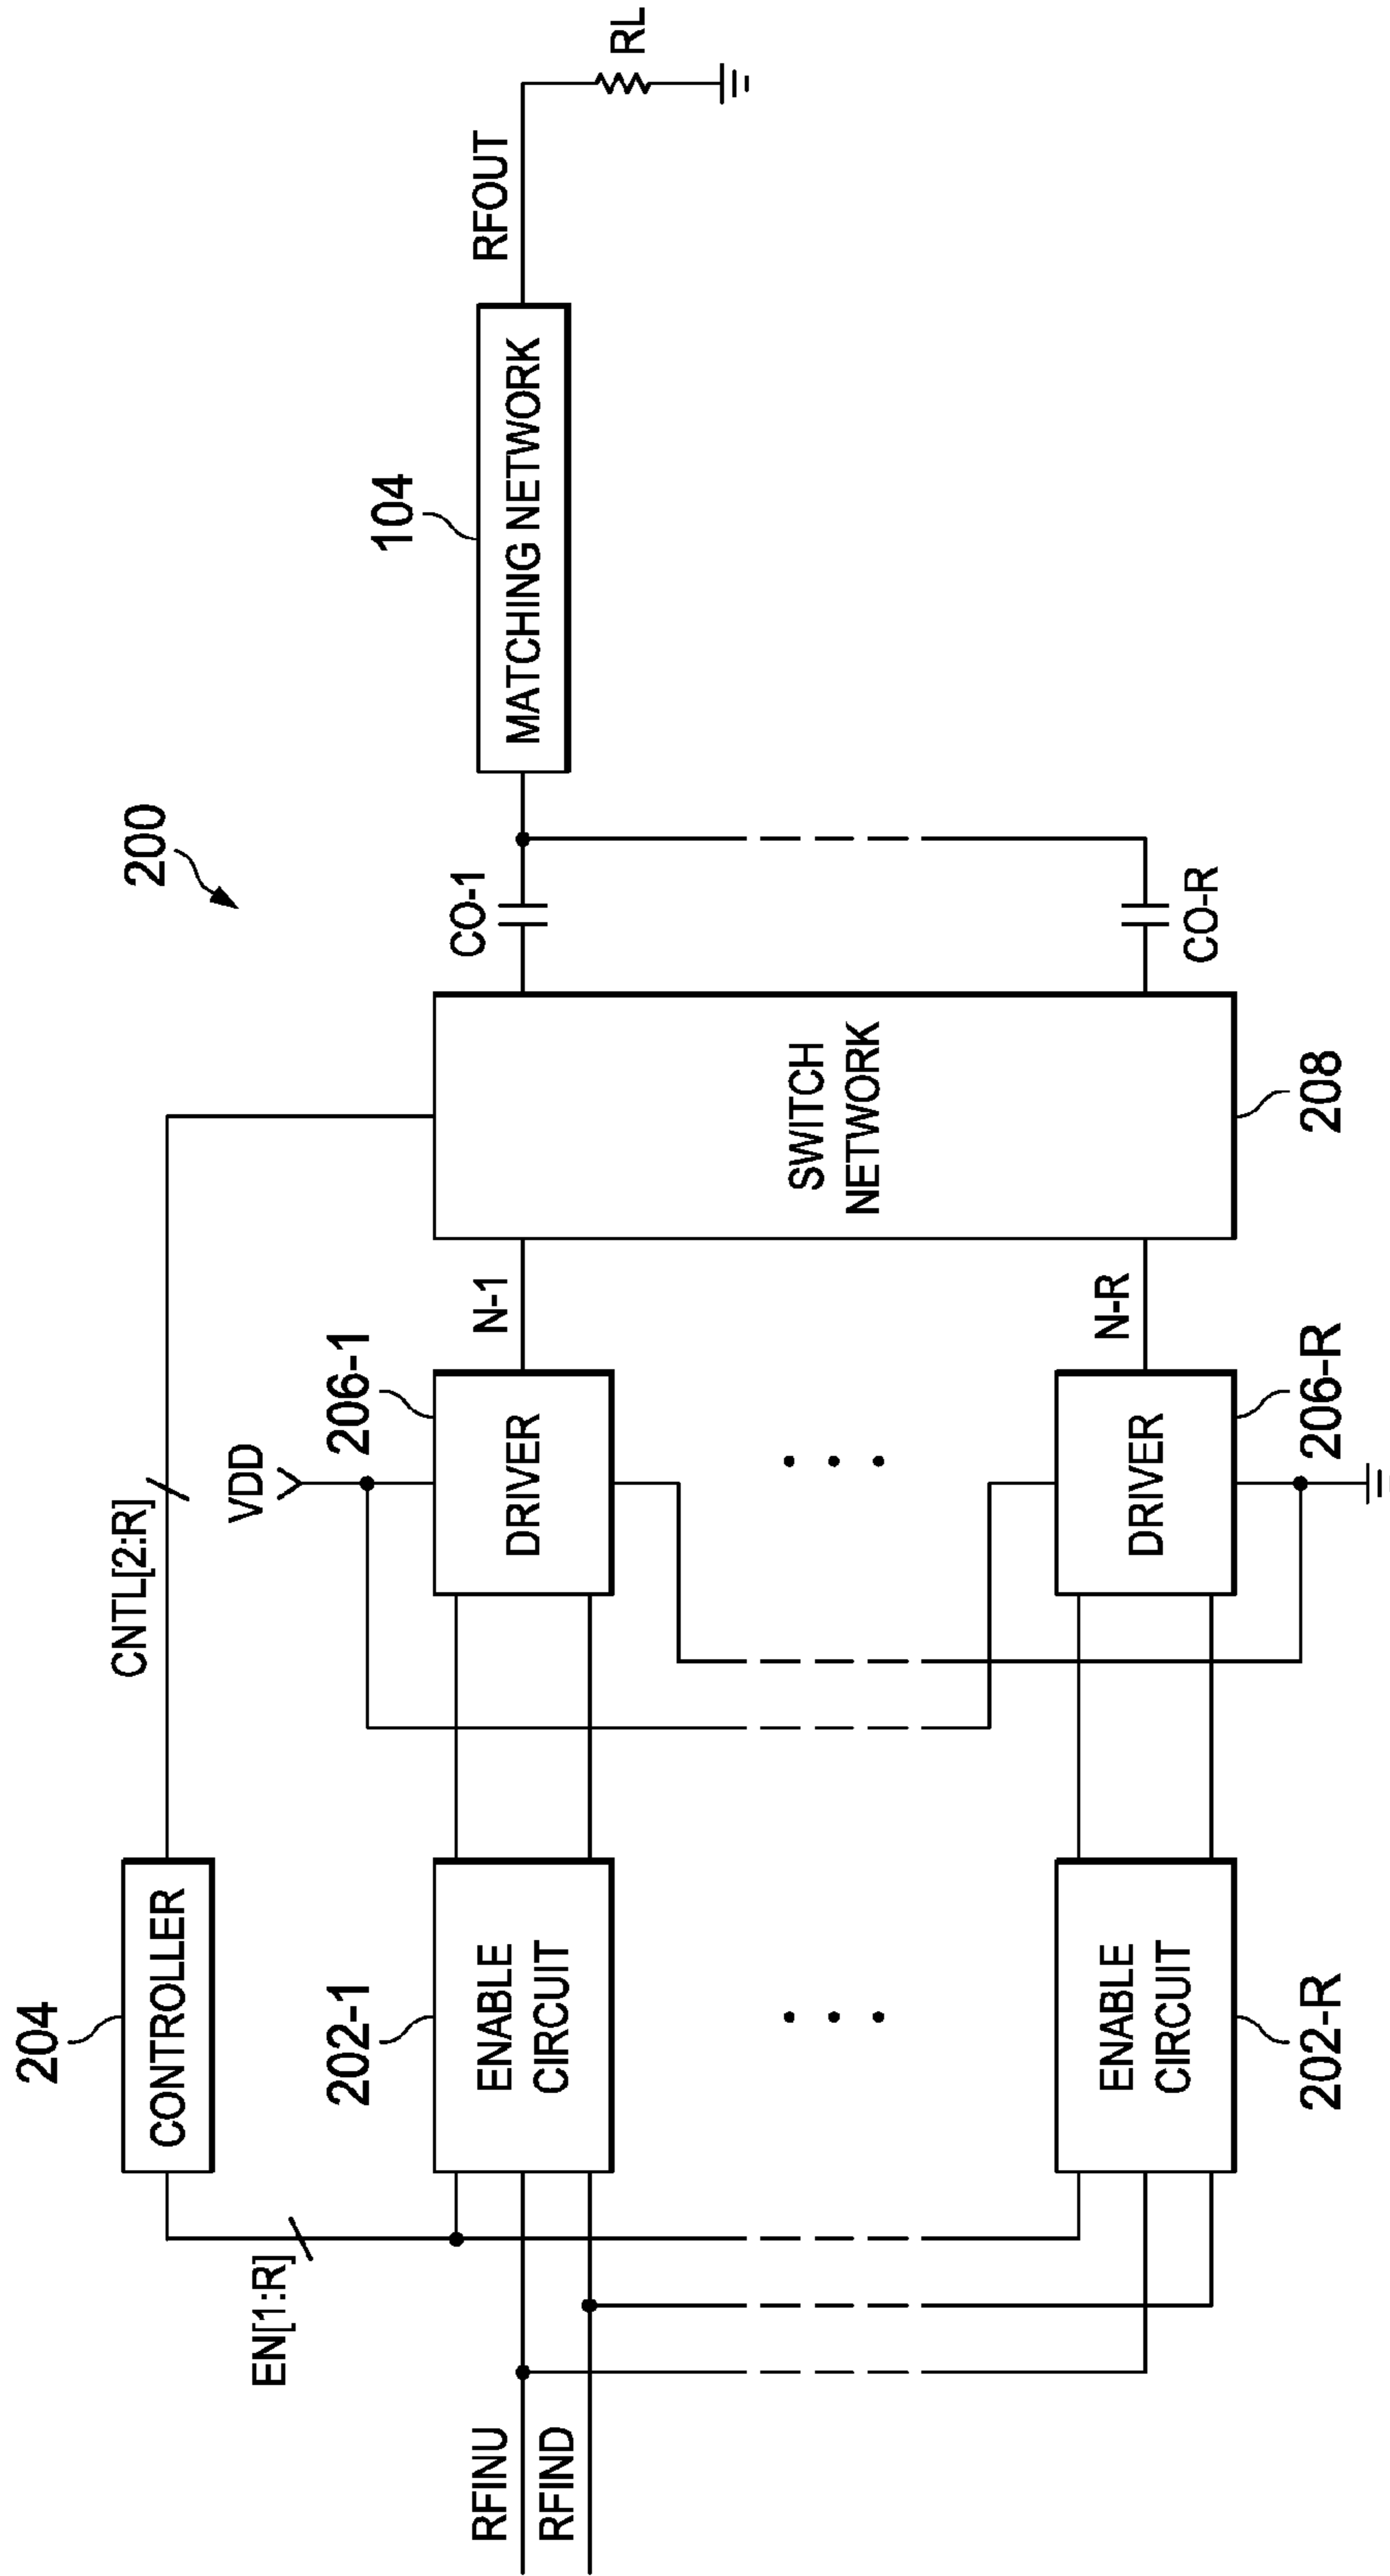 200
204
CONTROLLER
CNTL[2:R]
EN[1:R]
VDD
202-1
206-1
104
RFINU
RFIND
ENABLE
CIRCUIT
DRIVER
N-1
CO-1
MATCHING NETWORK
RFOUT
RL
SWITCH
NETWORK
ENABLE
CIRCUIT
DRIVER
N-R
CO-R
202-R
206-R
208